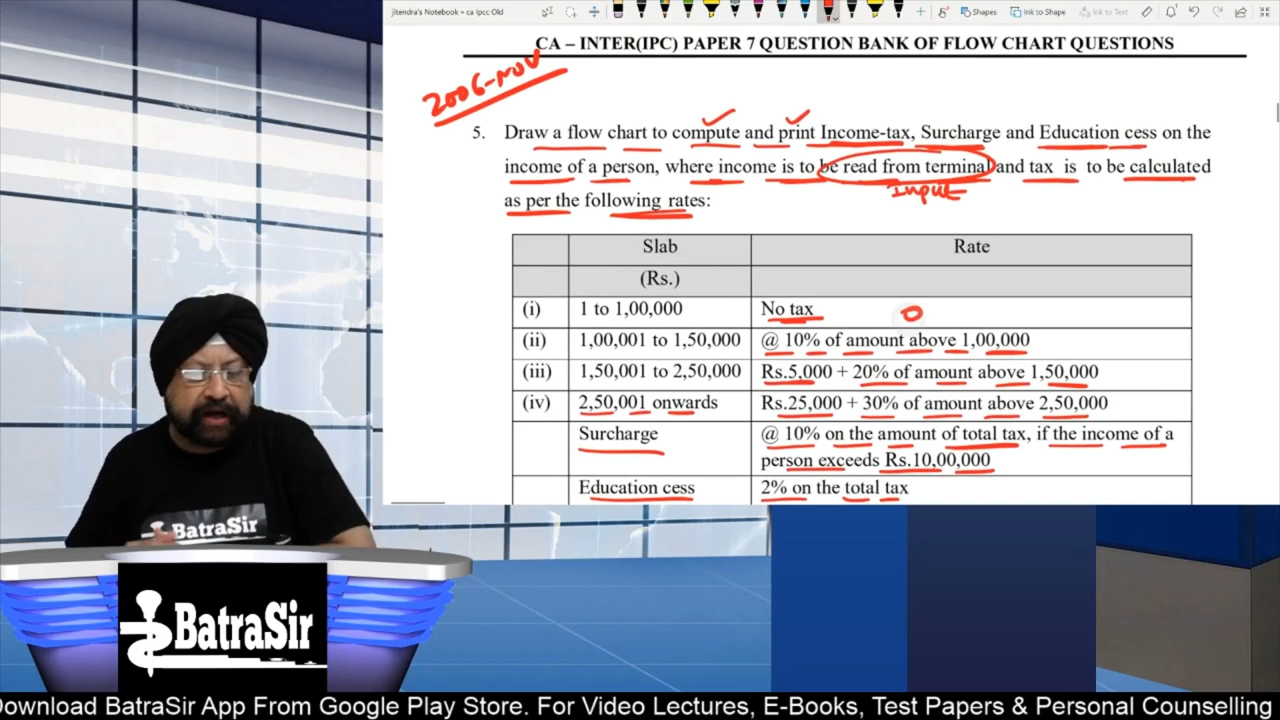 jitendra's Notebook » ca Ipcc Old
Shapes
Ink to Shape
Ink to Text
CA – INTER(IPC) PAPER 7 QUESTION BANK OF FLOW CHART QUESTIONS
2006-NOV
5. Draw a flow chart to compute and print Income-tax, Surcharge and Education cess on the
income of a person, where income is to be read from terminal and tax is to be calculated
Input
as per the following rates:
Slab Rate
(Rs.)
(i) 1 to 1,00,000 No tax 0
(ii) 1,00,001 to 1,50,000 @ 10% of amount above 1,00,000
(iii) 1,50,001 to 2,50,000 Rs.5,000 + 20% of amount above 1,50,000
(iv) 2,50,001 onwards Rs.25,000 + 30% of amount above 2,50,000
Surcharge @ 10% on the amount of total tax, if the income of a
person exceeds Rs.10,00,000
Education cess 2% on the total tax
BatraSir
BatraSir
Download BatraSir App From Google Play Store. For Video Lectures, E-Books, Test Papers & Personal Counselling